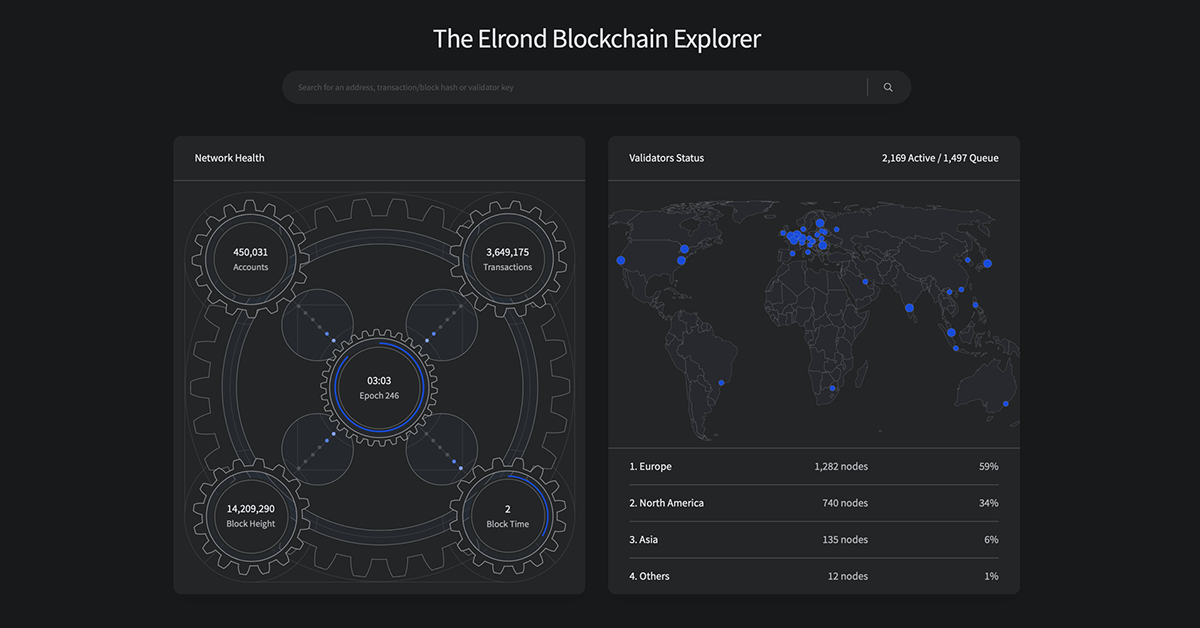 The Elrond Blockchain Explorer
Search for an address, transaction/block hash or validator key
Network Health
450,031
Accounts
3,649,175
Transactions
03:03
Epoch 246
14,209,290
Block Height
2
Block Time
Validators Status
2,169 Active / 1,497 Queue
1. Europe 1,282 nodes 59%
2. North America 740 nodes 34%
3. Asia 135 nodes 6%
4. Others 12 nodes 1%